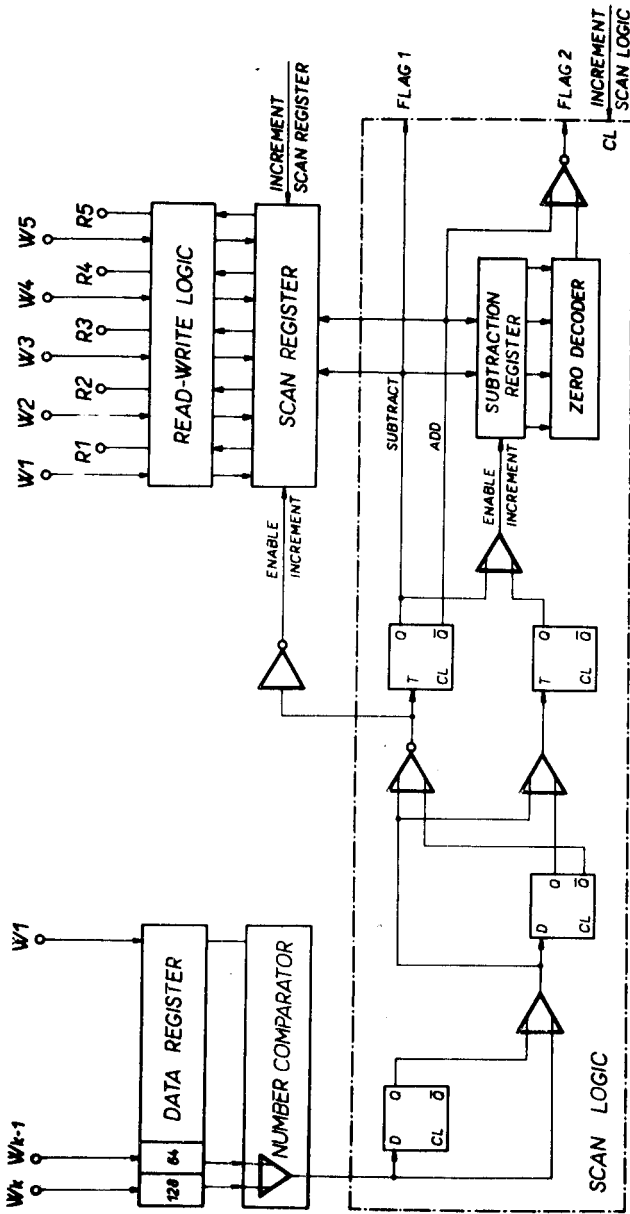 Wk Wk-1 W1 W1 W2 W3 W4 W5
R1 R2 R3 R4 R5
128 64 DATA REGISTER
READ-WRITE LOGIC
NUMBER COMPARATOR
ENABLE
INCREMENT
SCAN REGISTER
INCREMENT
SCAN REGISTER
SUBTRACT
FLAG 1
ADD
D Q
CL Q̅
T Q
CL Q̅
ENABLE
INCREMENT
SUBTRACTION
REGISTER
ZERO DECODER
FLAG 2
D Q
CL Q̅
T Q
CL Q̅
SCAN LOGIC
CL
INCREMENT
SCAN LOGIC